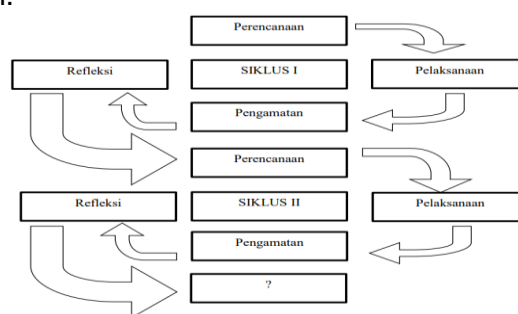 Perencanaan
Refleksi
SIKLUS I
Pelaksanaan
Pengamatan
Perencanaan
Refleksi
SIKLUS II
Pelaksanaan
Pengamatan
?